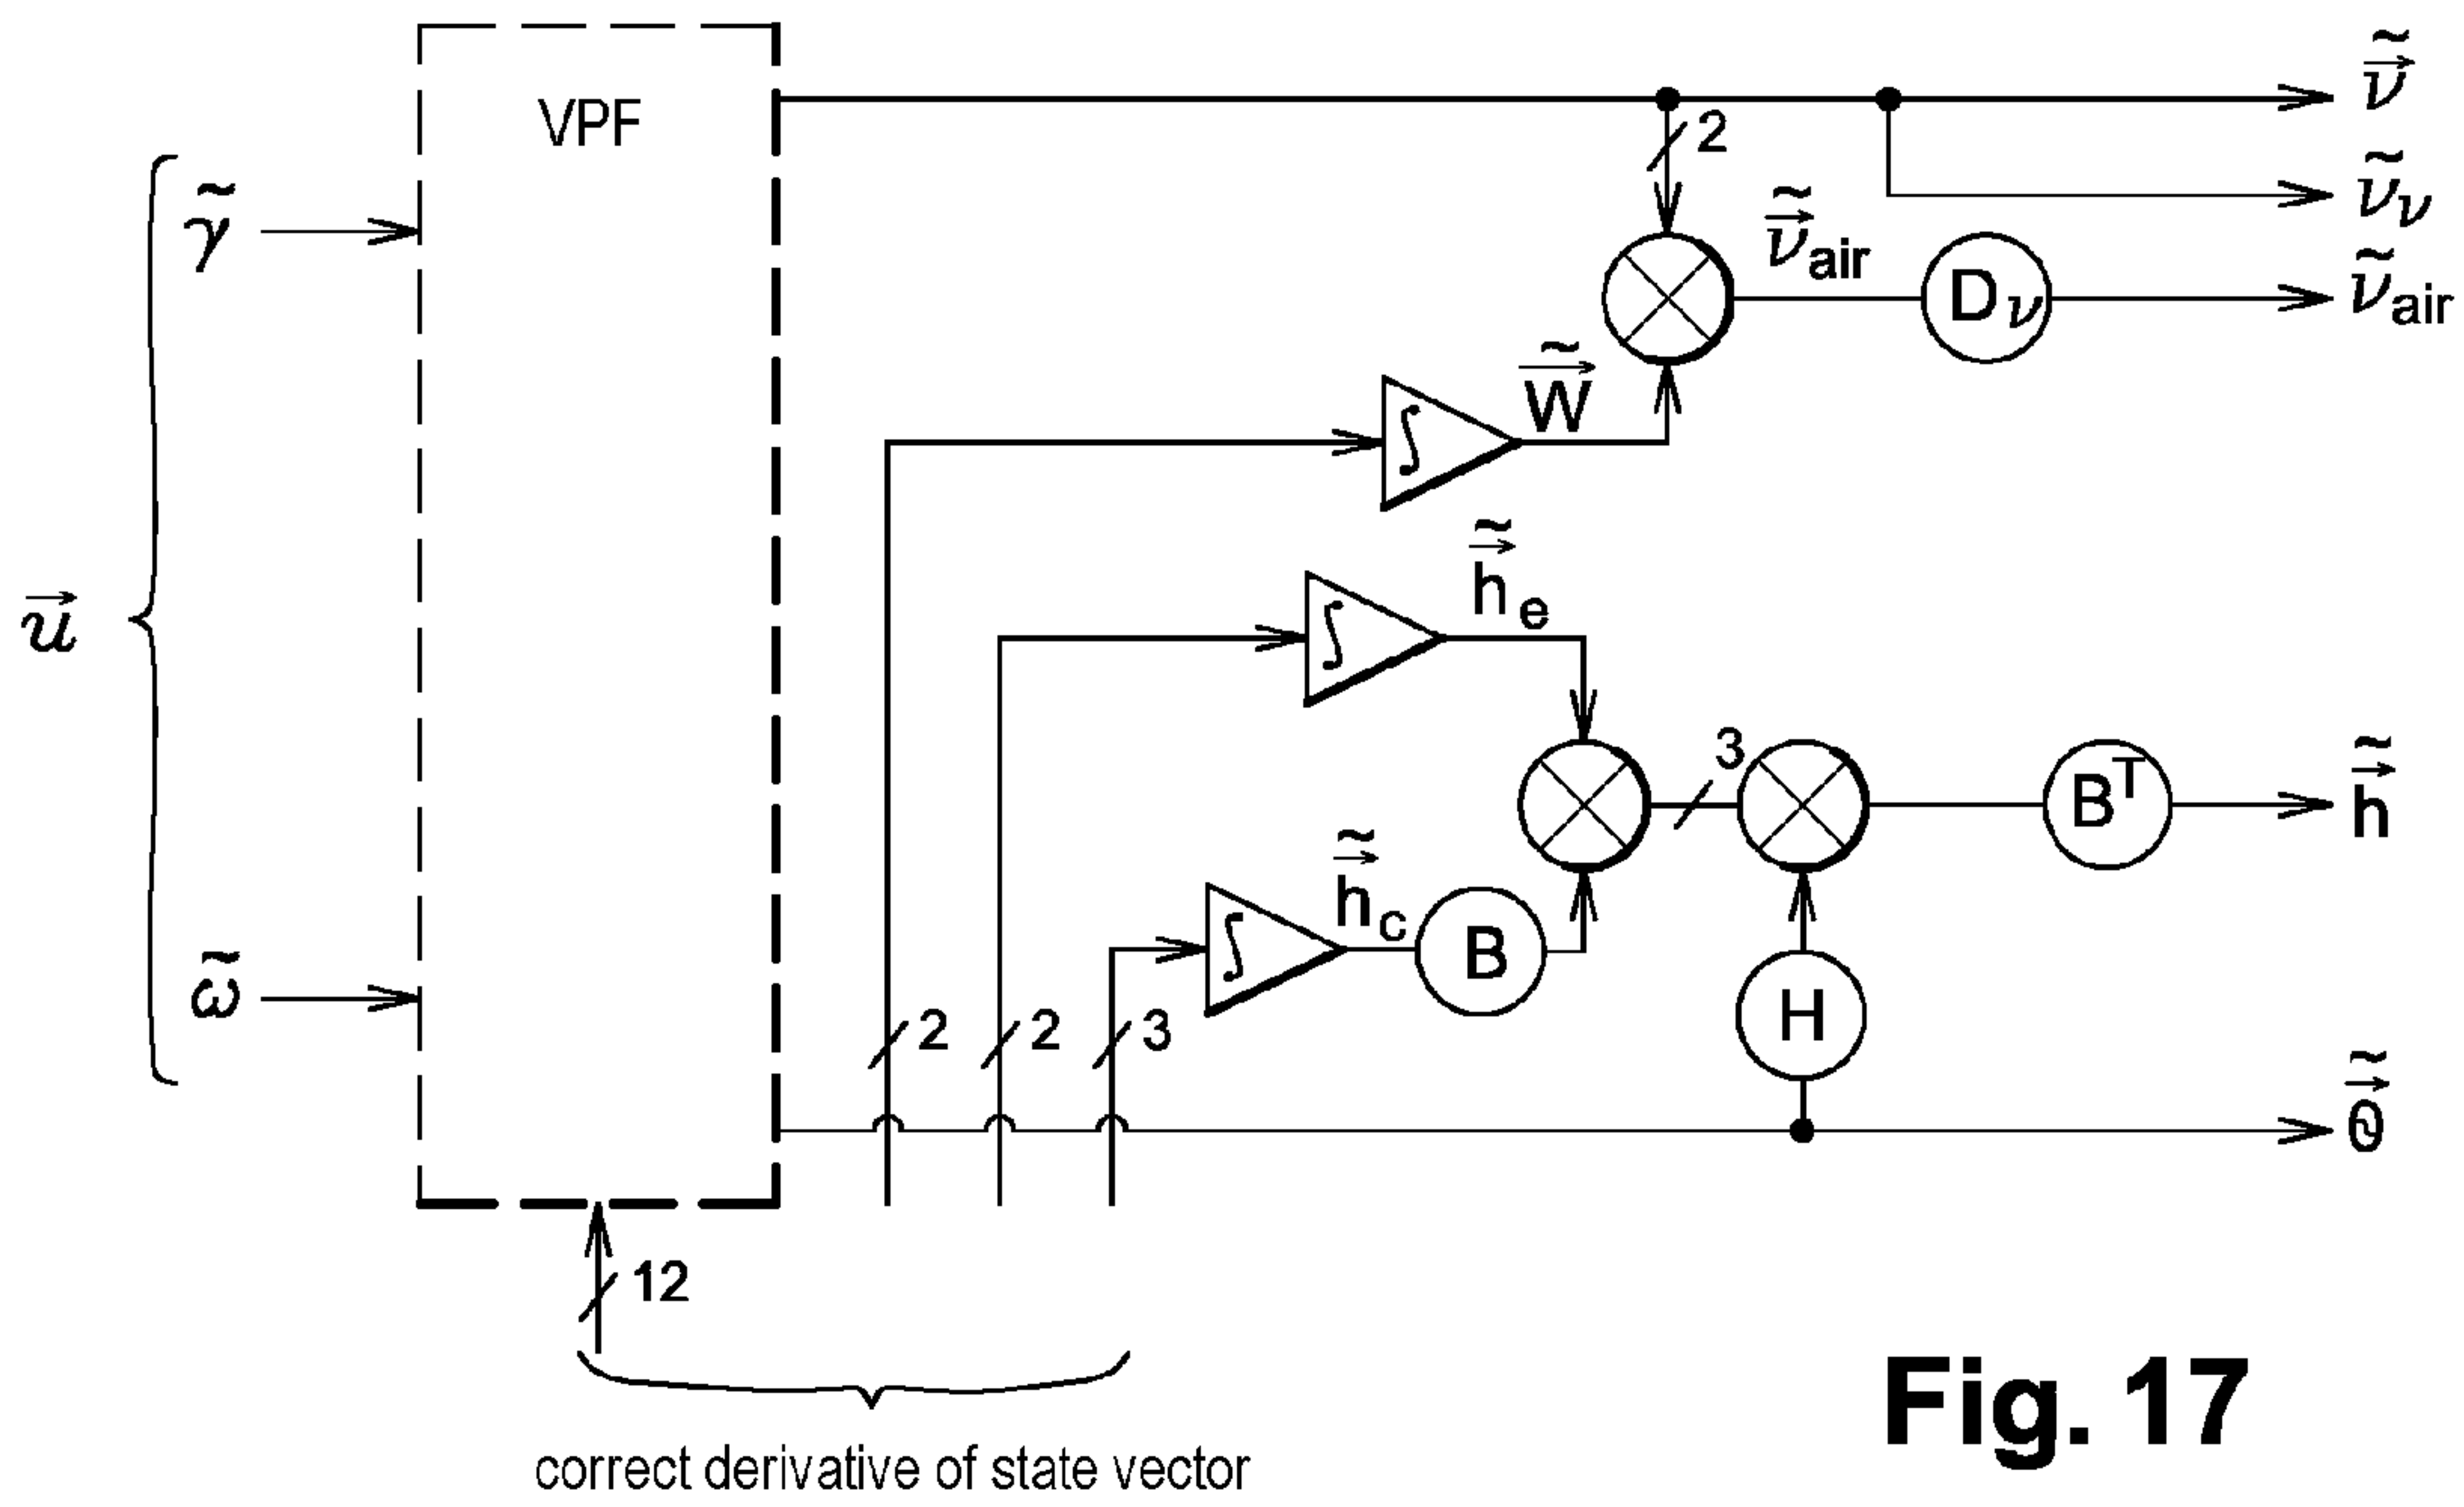 VPF
2
ν̃⃗
ν̃ν
ν̃⃗air
Dν
ν̃air
γ̃
W̃⃗
∫
h̃⃗e
∫
u⃗
3
Bᵀ
h̃⃗
h̃⃗c
∫
B
ω̃
H
2
2
3
12
correct derivative of state vector
Fig. 17